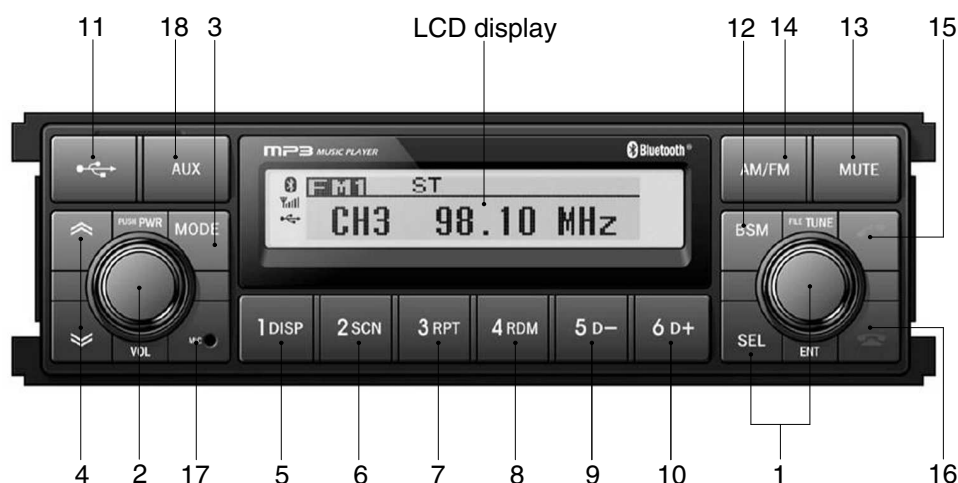 11 18 3 LCD display 12 14 13 15
MP3 MUSIC PLAYER Bluetooth®
AUX AM/FM MUTE
FM1 ST
CH3 98.10 MHz
PUSH PWR MODE BSM FILE TUNE
1 DISP 2 SCN 3 RPT 4 RDM 5 D− 6 D+
VOL MIC SEL ENT
4 2 17 5 6 7 8 9 10 1 16